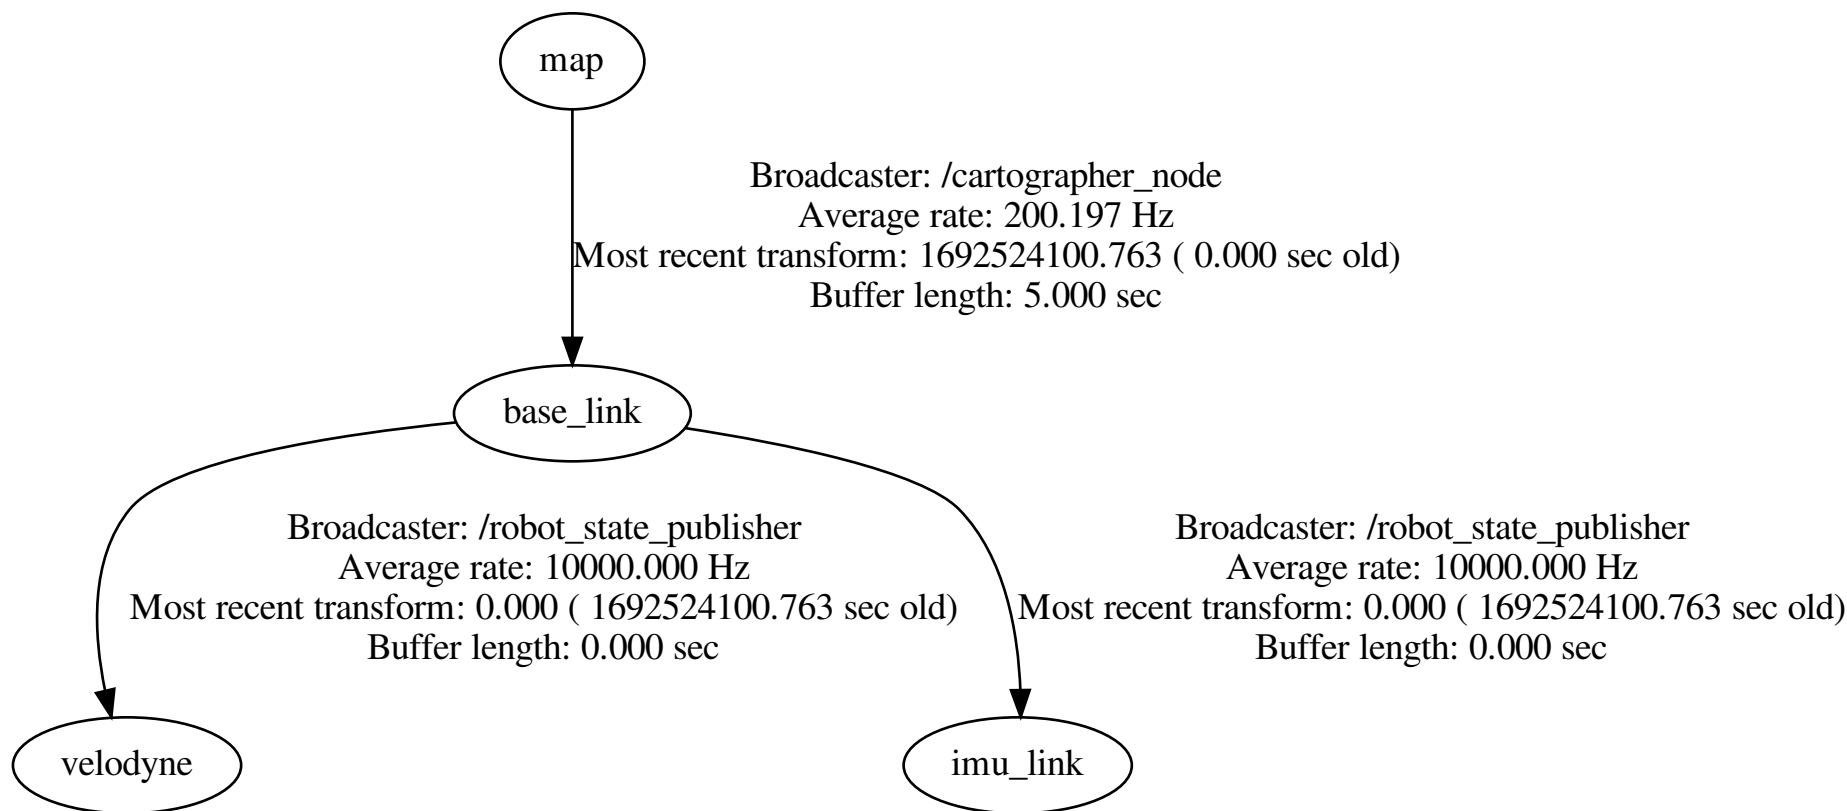 map
Broadcaster: /cartographer_node
Average rate: 200.197 Hz
Most recent transform: 1692524100.763 ( 0.000 sec old)
Buffer length: 5.000 sec
base_link
Broadcaster: /robot_state_publisher
Average rate: 10000.000 Hz
Most recent transform: 0.000 ( 1692524100.763 sec old)
Buffer length: 0.000 sec
Broadcaster: /robot_state_publisher
Average rate: 10000.000 Hz
Most recent transform: 0.000 ( 1692524100.763 sec old)
Buffer length: 0.000 sec
velodyne
imu_link